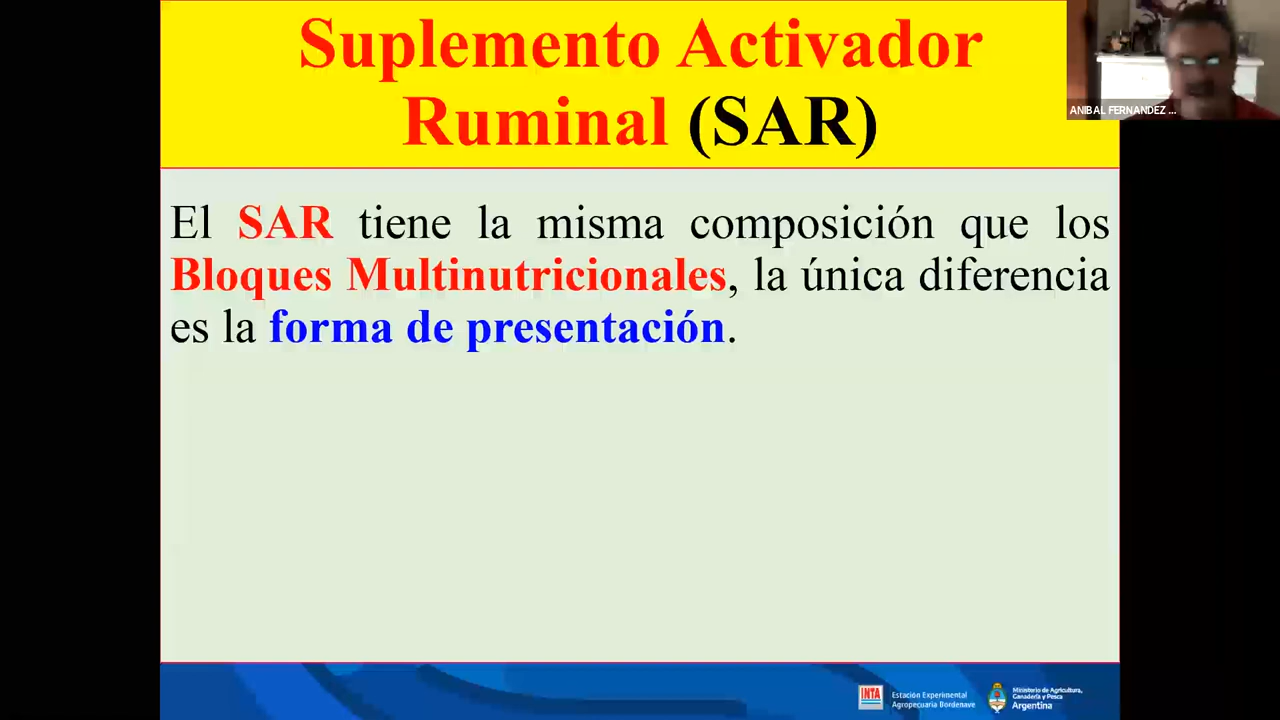 Suplemento Activador
Ruminal (SAR)
ANIBAL FERNANDEZ ...
El SAR tiene la misma composición que los
Bloques Multinutricionales, la única diferencia
es la forma de presentación.
INTA
Estación Experimental
Agropecuaria Bordenave
Ministerio de Agricultura,
Ganadería y Pesca
Argentina